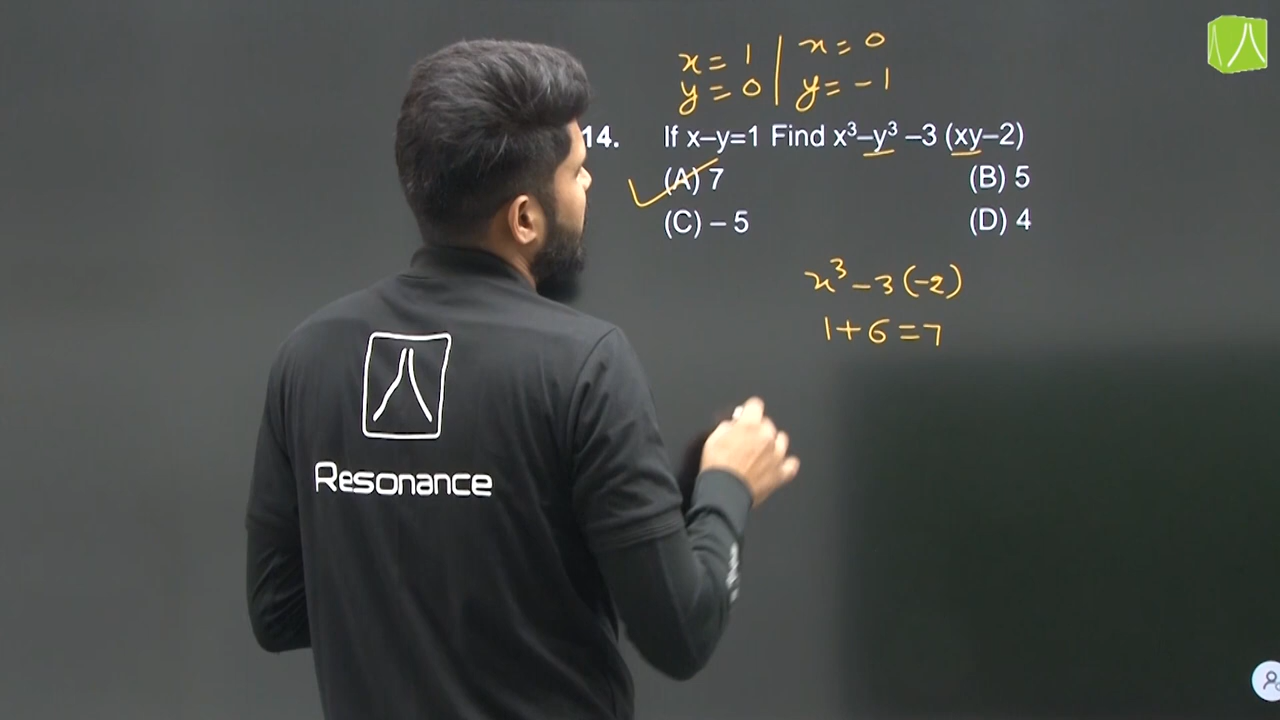 x = 1 | x = 0
y = 0 | y = -1
14. If x–y=1 Find x³–y³ –3 (xy–2)
(A) 7 (B) 5
(C) – 5 (D) 4
x³ – 3 (-2)
1 + 6 = 7
Resonance